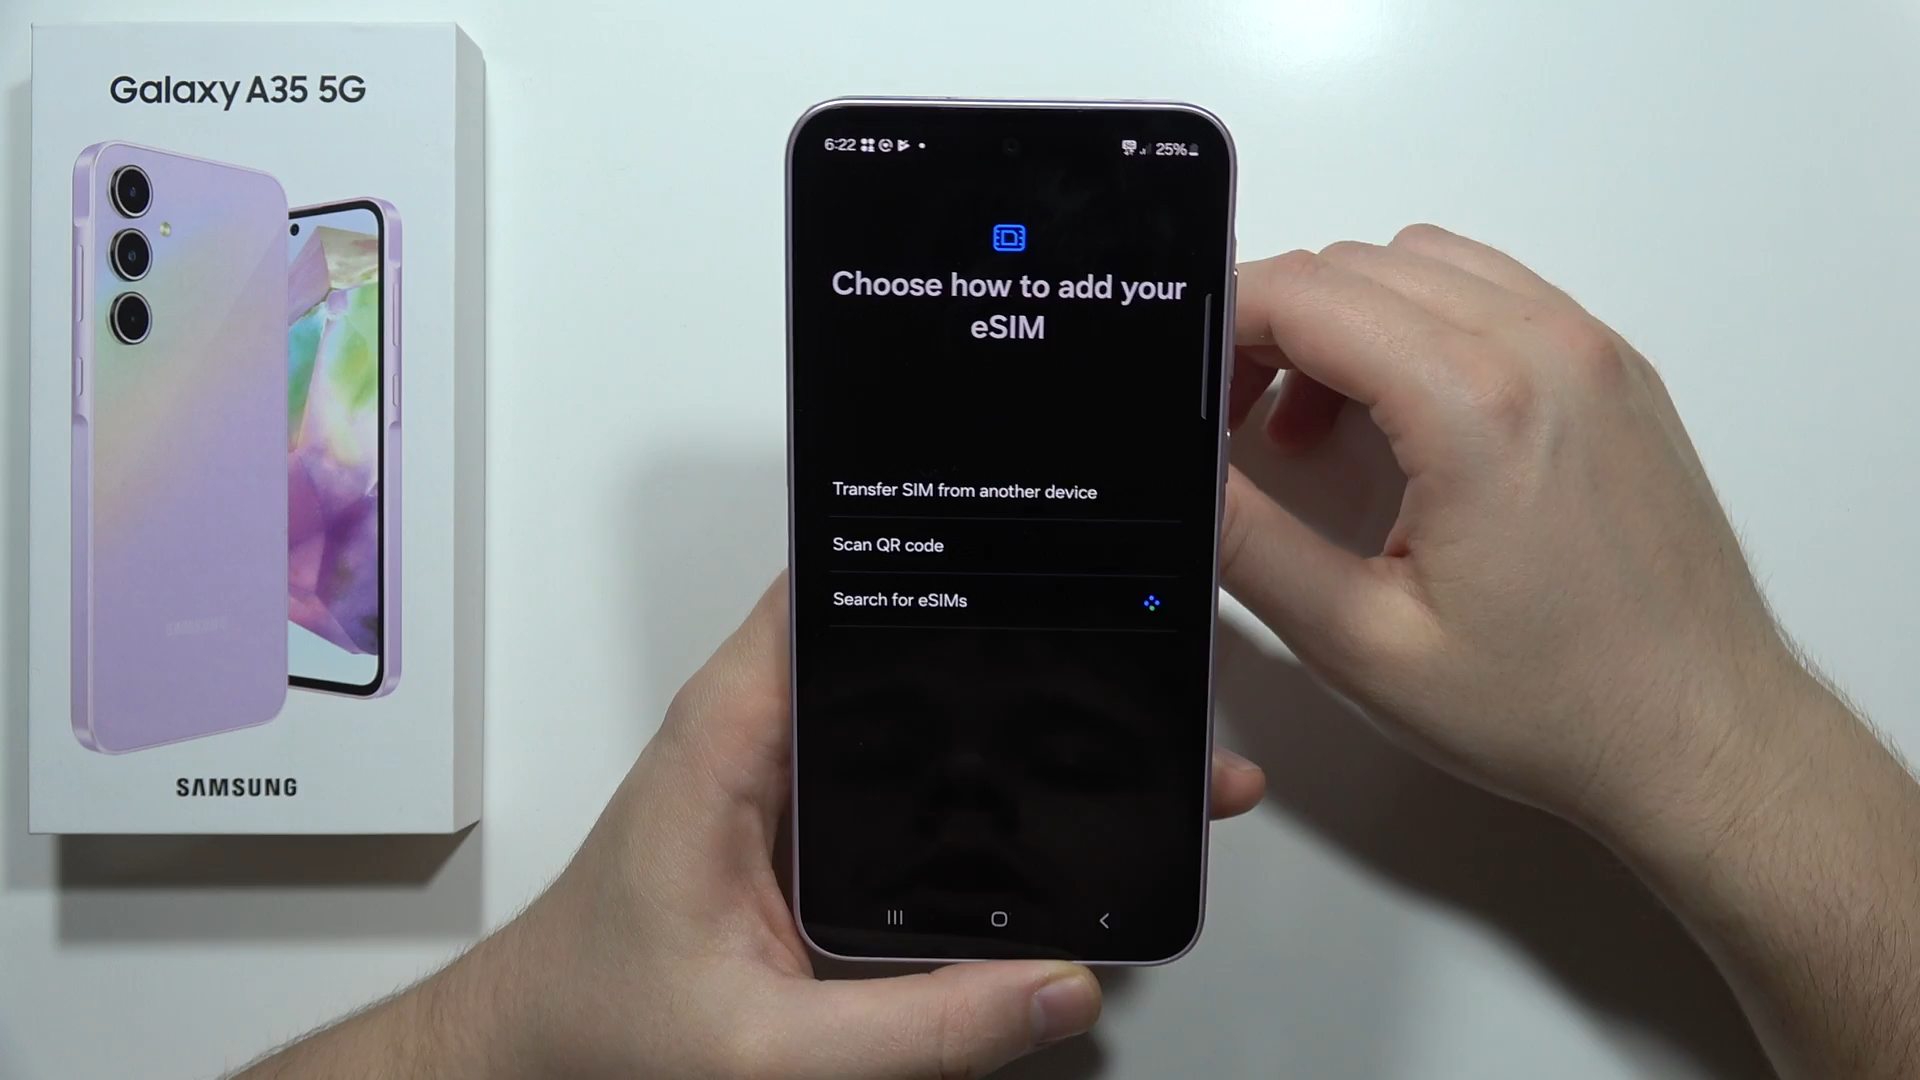 Galaxy A35 5G
SAMSUNG
SAMSUNG
6:22
25%
Choose how to add your
eSIM
Transfer SIM from another device
Scan QR code
Search for eSIMs